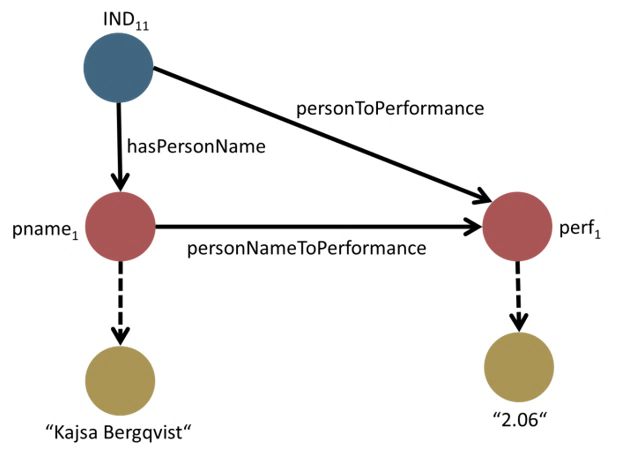 IND₁₁
personToPerformance
hasPersonName
pname₁
perf₁
personNameToPerformance
“2.06“
“Kajsa Bergqvist“